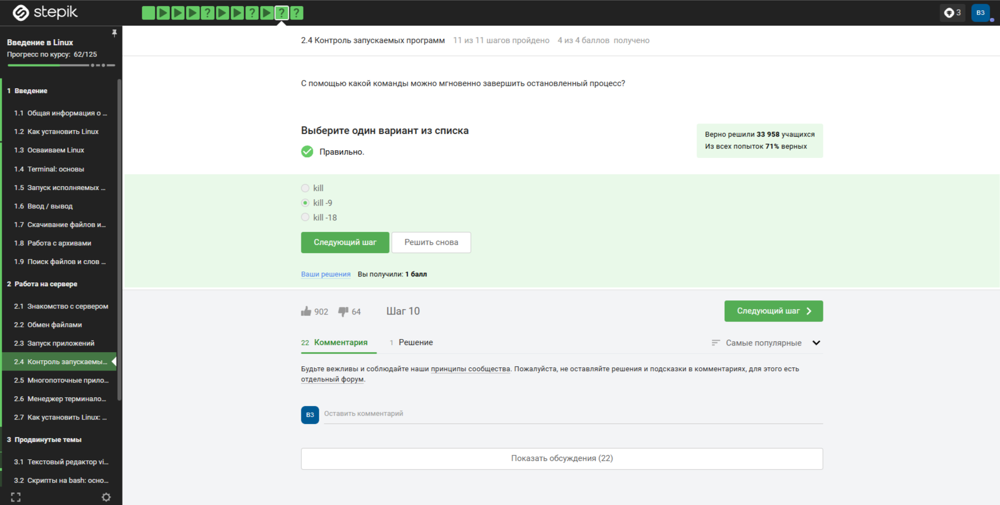 stepik
? ? ? ?
3
ВЗ
Введение в Linux
Прогресс по курсу: 62/125
1 Введение
1.1 Общая информация о ...
1.2 Как установить Linux
1.3 Осваиваем Linux
1.4 Terminal: основы
1.5 Запуск исполняемых ...
1.6 Ввод / вывод
1.7 Скачивание файлов и...
1.8 Работа с архивами
1.9 Поиск файлов и слов ...
2 Работа на сервере
2.1 Знакомство с сервером
2.2 Обмен файлами
2.3 Запуск приложений
2.4 Контроль запускаемы...
2.5 Многопоточные прило...
2.6 Менеджер терминало...
2.7 Как установить Linux: ...
3 Продвинутые темы
3.1 Текстовый редактор vi...
3.2 Скрипты на bash: осно...
2.4 Контроль запускаемых программ 11 из 11 шагов пройдено 4 из 4 баллов получено
С помощью какой команды можно мгновенно завершить остановленный процесс?
Выберите один вариант из списка
Правильно.
Верно решили 33 958 учащихся
Из всех попыток 71% верных
kill
kill -9
kill -18
Следующий шаг Решить снова
Ваши решения Вы получили: 1 балл
902 64 Шаг 10 Следующий шаг
22 Комментария 1 Решение Самые популярные
Будьте вежливы и соблюдайте наши принципы сообщества. Пожалуйста, не оставляйте решения и подсказки в комментариях, для этого есть
отдельный форум.
ВЗ Оставить комментарий
Показать обсуждения (22)